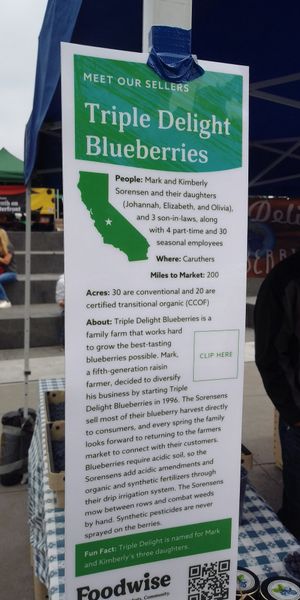 MEET OUR SELLERS
Triple Delight
Blueberries
People: Mark and Kimberly
Sorensen and their daughters
(Johannah, Elizabeth, and Olivia),
and 3 son-in-laws, along
with 4 part-time and 30
seasonal employees
Where: Caruthers
Miles to Market: 200
Acres: 30 are conventional and 20 are
certified transitional organic (CCOF)
About: Triple Delight Blueberries is a
family farm that works hard
to grow the best-tasting
blueberries possible. Mark,
a fifth-generation raisin
farmer, decided to diversify
his business by starting Triple
Delight Blueberries in 1996. The Sorensens
sell most of their blueberry harvest directly
to consumers, and every spring the family
looks forward to returning to the farmers
market to connect with their customers.
Blueberries require acidic soil, so the
Sorensens add acidic amendments and
organic and synthetic fertilizers through
their drip irrigation system. The Sorensens
mow between rows and combat weeds
by hand. Synthetic pesticides are never
sprayed on the berries.
CLIP HERE
Fun Fact: Triple Delight is named for Mark
and Kimberly's three daughters.
Foodwise
Community.